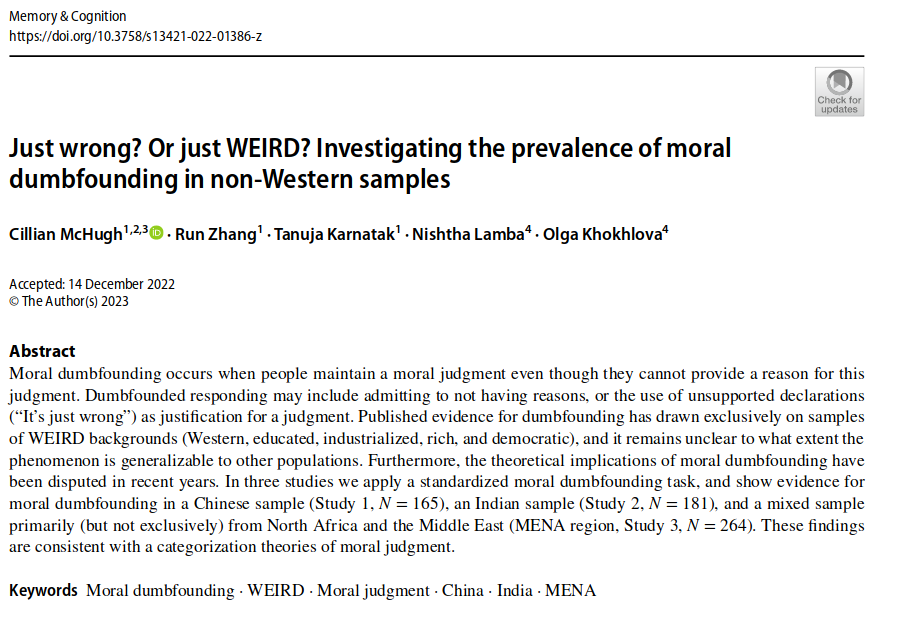 Memory & Cognition
https://doi.org/10.3758/s13421-022-01386-z
Check for
updates
Just wrong? Or just WEIRD? Investigating the prevalence of moral
dumbfounding in non-Western samples
Cillian McHugh1,2,3 iD · Run Zhang1 · Tanuja Karnatak1 · Nishtha Lamba4 · Olga Khokhlova4
Accepted: 14 December 2022
© The Author(s) 2023
Abstract
Moral dumbfounding occurs when people maintain a moral judgment even though they cannot provide a reason for this
judgment. Dumbfounded responding may include admitting to not having reasons, or the use of unsupported declarations
(“It’s just wrong”) as justification for a judgment. Published evidence for dumbfounding has drawn exclusively on samples
of WEIRD backgrounds (Western, educated, industrialized, rich, and democratic), and it remains unclear to what extent the
phenomenon is generalizable to other populations. Furthermore, the theoretical implications of moral dumbfounding have
been disputed in recent years. In three studies we apply a standardized moral dumbfounding task, and show evidence for
moral dumbfounding in a Chinese sample (Study 1, N = 165), an Indian sample (Study 2, N = 181), and a mixed sample
primarily (but not exclusively) from North Africa and the Middle East (MENA region, Study 3, N = 264). These findings
are consistent with a categorization theories of moral judgment.
Keywords Moral dumbfounding · WEIRD · Moral judgment · China · India · MENA